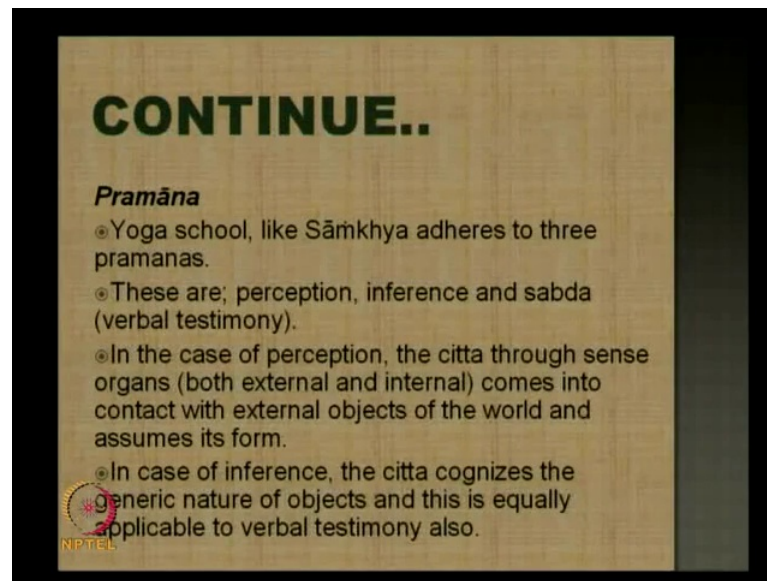 CONTINUE..
Pramāna
Yoga school, like Sāṁkhya adheres to three
pramanas.
These are; perception, inference and sabda
(verbal testimony).
In the case of perception, the citta through sense
organs (both external and internal) comes into
contact with external objects of the world and
assumes its form.
In case of inference, the citta cognizes the
generic nature of objects and this is equally
applicable to verbal testimony also.
NPTEL